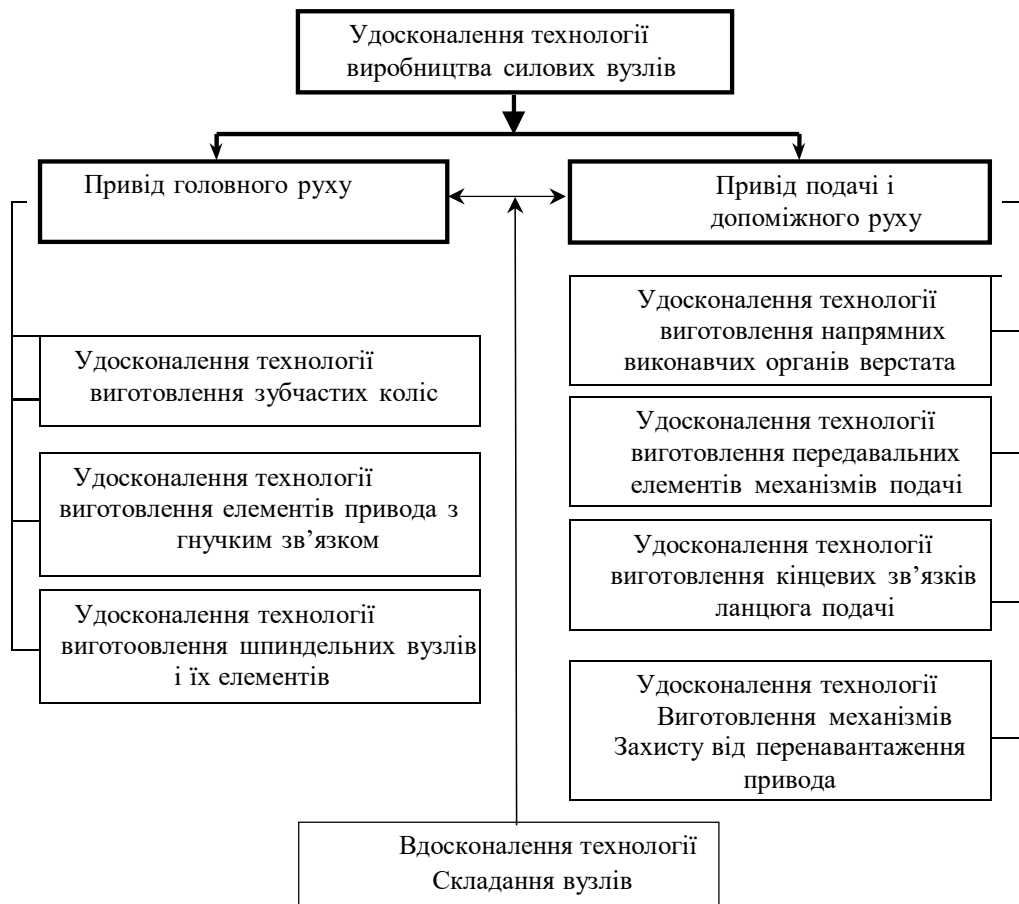 Удосконалення технології
виробництва силових вузлів
Привід головного руху
Привід подачі і
допоміжного руху
Удосконалення технології
виготовлення зубчастих коліс
Удосконалення технології
виготовлення елементів привода з
гнучким зв’язком
Удосконалення технології
виготоовлення шпиндельних вузлів
і їх елементів
Удосконалення технології
виготовлення напрямних
виконавчих органів верстата
Удосконалення технології
виготовлення передавальних
елементів механізмів подачі
Удосконалення технології
виготовлення кінцевих зв’язків
ланцюга подачі
Удосконалення технології
Виготовлення механізмів
Захисту від перенавантаження
привода
Вдосконалення технології
Складання вузлів